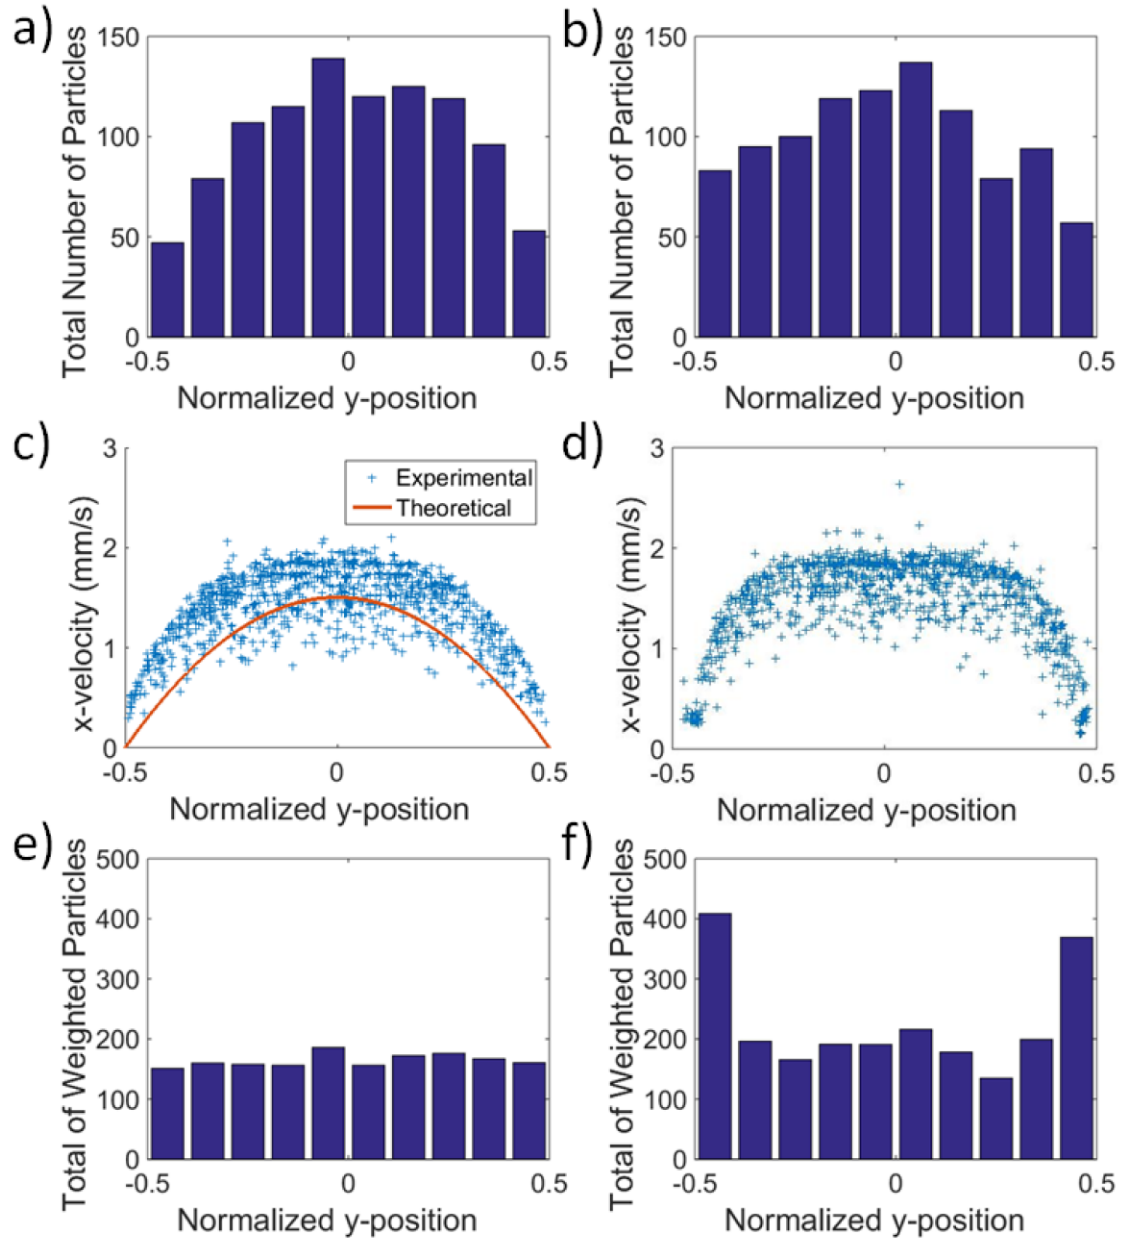 a)
Total Number of Particles
150
100
50
0
-0.5
0
0.5
Normalized y-position
b)
Total Number of Particles
150
100
50
0
-0.5
0
0.5
Normalized y-position
c)
x-velocity (mm/s)
3
2
1
0
Experimental
Theoretical
-0.5
0
0.5
Normalized y-position
d)
x-velocity (mm/s)
3
2
1
0
-0.5
0
0.5
Normalized y-position
e)
Total of Weighted Particles
500
400
300
200
100
0
-0.5
0
0.5
Normalized y-position
f)
Total of Weighted Particles
500
400
300
200
100
0
-0.5
0
0.5
Normalized y-position